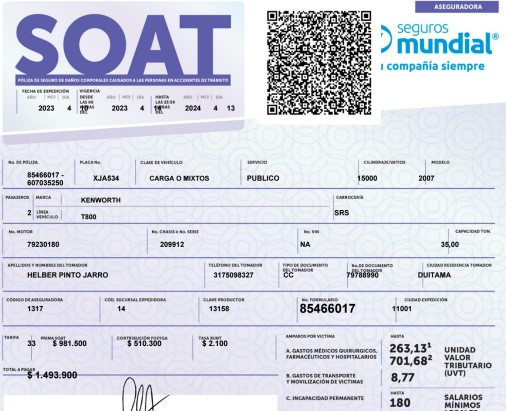 ASEGURADORA
SOAT
seguros
mundial®
compañía siempre
PÓLIZA DE SEGURO DE DAÑOS CORPORALES CAUSADOS A LAS PERSONAS EN ACCIDENTES DE TRÁNSITO
FECHA DE EXPEDICIÓN VIGENCIA
AÑO MES DÍA DESDE LAS 00 HORAS DEL AÑO MES DÍA HASTA LAS 23:59 HORAS DEL AÑO MES DÍA
2023 4 2023 4 14 2024 4 13
No. DE PÓLIZA. PLACA No. CLASE DE VEHÍCULO SERVICIO CILINDRAJE/VATIOS MODELO
85466017 -
607035250 XJA534 CARGA O MIXTOS PUBLICO 15000 2007
PASAJEROS MARCA KENWORTH CARROCERÍA
2 LÍNEA VEHÍCULO T800 SRS
No. MOTOR No. CHASIS ó No. SERIE No. VIN CAPACIDAD TON.
79230180 209912 NA 35,00
APELLIDOS Y NOMBRES DEL TOMADOR TELÉFONO DEL TOMADOR TIPO DE DOCUMENTO DEL TOMADOR No. DE DOCUMENTO DEL TOMADOR CIUDAD RESIDENCIA TOMADOR
HELBER PINTO JARRO 3175098327 CC 79788990 DUITAMA
CÓDIGO DE ASEGURADORA CÓD. SUCURSAL EXPEDIDORA CLAVE PRODUCTOR No. FORMULARIO CIUDAD EXPEDICIÓN
1317 14 13158 85466017 11001
TARIFA PRIMA SOAT CONTRIBUCIÓN FOSYGA TASA RUNT AMPAROS POR VICTIMA HASTA
33 $ 981.500 $ 510.300 $ 2.100
A. GASTOS MÉDICOS QUIRURGICOS, FARMACÉUTICOS Y HOSPITALARIOS
263,13¹
701,68²
UNIDAD
VALOR
TRIBUTARIO
(UVT)
TOTAL A PAGAR
$ 1.493.900
B. GASTOS DE TRANSPORTE Y MOVILIZACIÓN DE VICTIMAS 8,77
C. INCAPACIDAD PERMANENTE HASTA
180
SALARIOS
MÍNIMOS